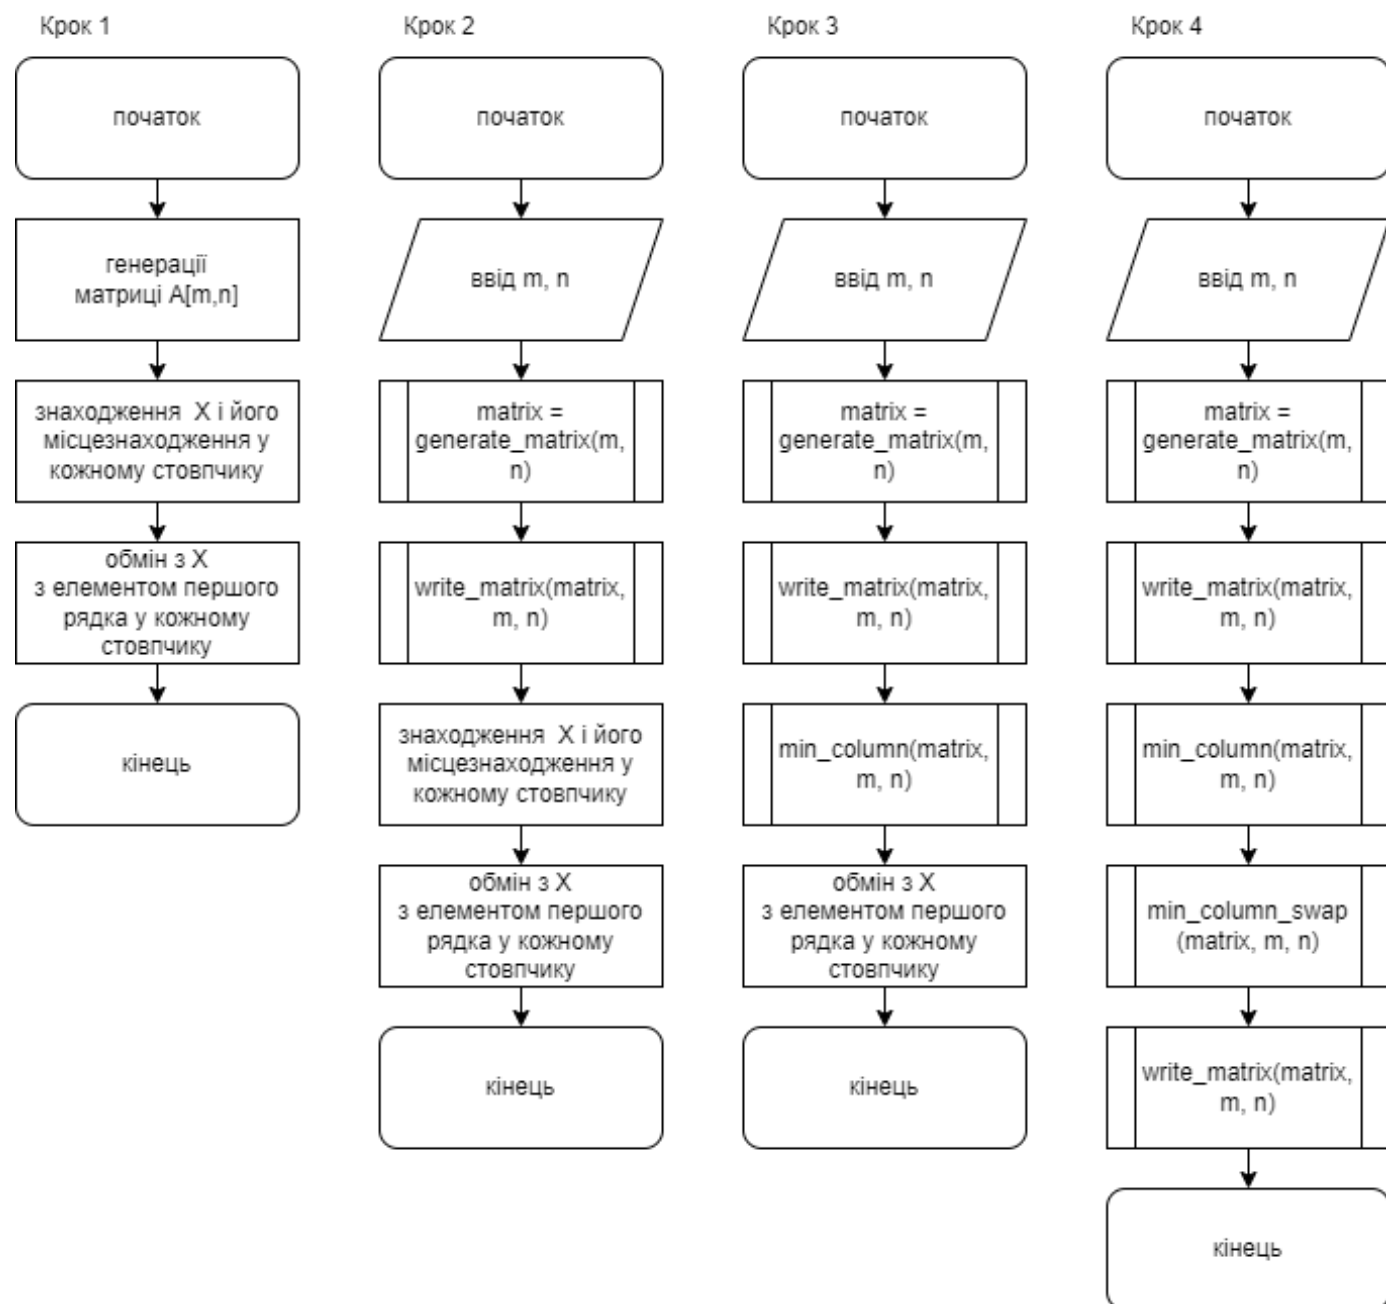 Крок 1
початок
генерації
матриці A[m,n]
знаходження X і його
місцезнаходження у
кожному стовпчику
обмін з X
з елементом першого
рядка у кожному
стовпчику
кінець
Крок 2
початок
ввід m, n
matrix =
generate_matrix(m,
n)
write_matrix(matrix,
m, n)
знаходження X і його
місцезнаходження у
кожному стовпчику
обмін з X
з елементом першого
рядка у кожному
стовпчику
кінець
Крок 3
початок
ввід m, n
matrix =
generate_matrix(m,
n)
write_matrix(matrix,
m, n)
min_column(matrix,
m, n)
обмін з X
з елементом першого
рядка у кожному
стовпчику
кінець
Крок 4
початок
ввід m, n
matrix =
generate_matrix(m,
n)
write_matrix(matrix,
m, n)
min_column(matrix,
m, n)
min_column_swap
(matrix, m, n)
write_matrix(matrix,
m, n)
кінець